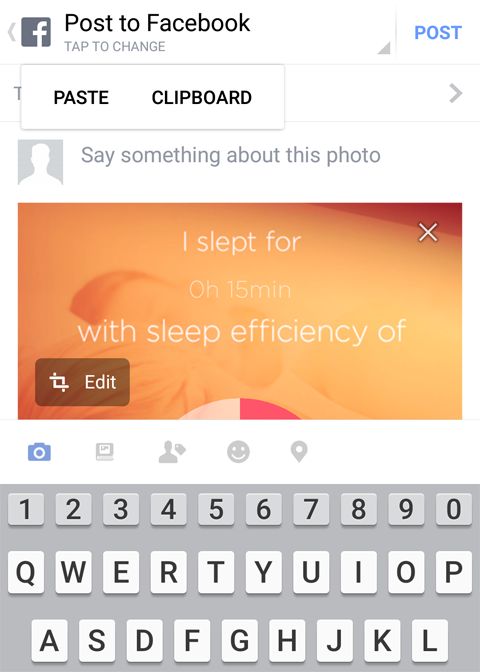 Post to Facebook
TAP TO CHANGE
POST
T
PASTE CLIPBOARD
Say something about this photo
I slept for
0h 15min
with sleep efficiency of
Edit
1 2 3 4 5 6 7 8 9 0
Q W E R T Y U I O P
A S D F G H J K L